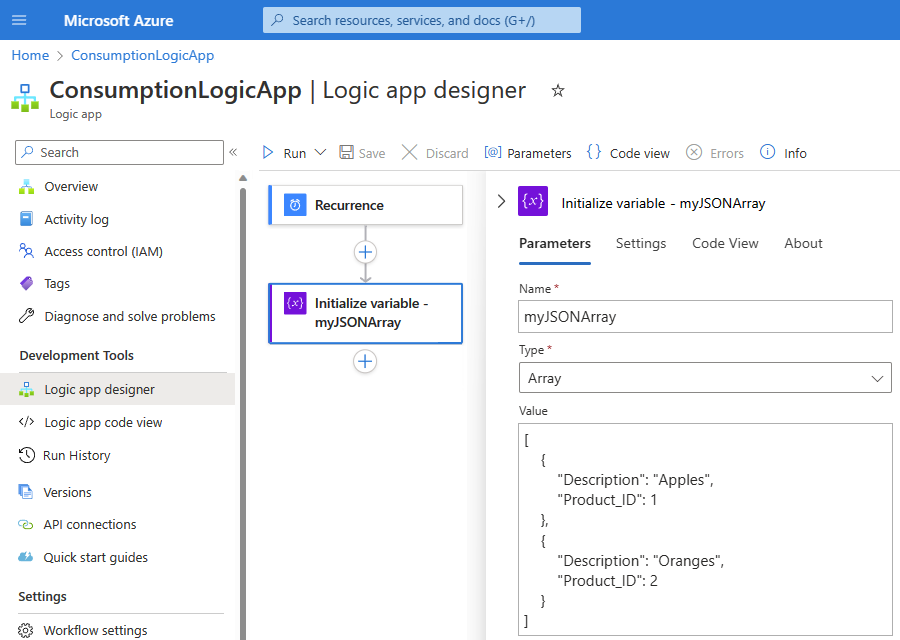 Microsoft Azure
Search resources, services, and docs (G+/)
Home > ConsumptionLogicApp
ConsumptionLogicApp | Logic app designer
Logic app
Search
Overview
Activity log
Access control (IAM)
Tags
Diagnose and solve problems
Development Tools
Logic app designer
Logic app code view
Run History
Versions
API connections
Quick start guides
Settings
Workflow settings
Run
Save
Discard
Parameters
Code view
Errors
Info
Recurrence
Initialize variable -
myJSONArray
Initialize variable - myJSONArray
Parameters
Settings
Code View
About
Name *
myJSONArray
Type *
Array
Value
[
{
"Description": "Apples",
"Product_ID": 1
},
{
"Description": "Oranges",
"Product_ID": 2
}
]